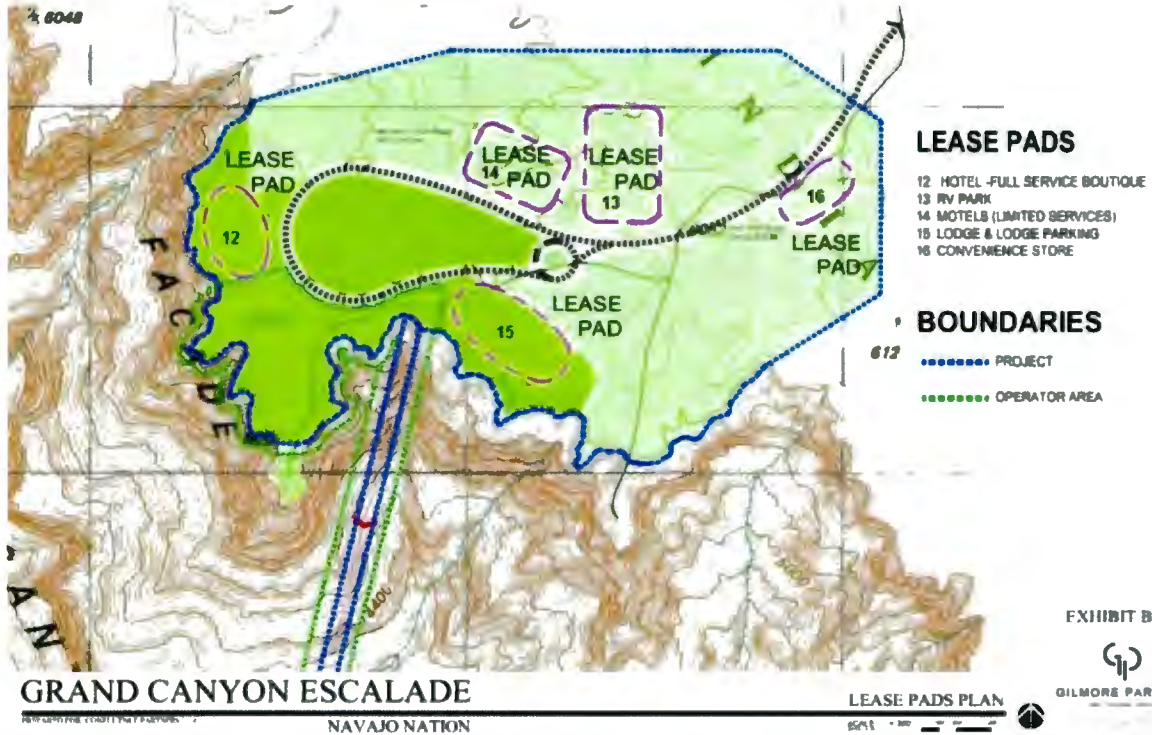 6048
LEASE
PAD
12
LEASE
14 PAD
LEASE
PAD
13
16
LEASE
PAD
LEASE
PAD
15
FACADE
AN
612
LEASE PADS
12 HOTEL -FULL SERVICE BOUTIQUE
13 RV PARK
14 MOTELS (LIMITED SERVICES)
15 LODGE & LODGE PARKING
16 CONVENIENCE STORE
BOUNDARIES
PROJECT
OPERATOR AREA
EXHIBIT B
GILMORE PAR
GRAND CANYON ESCALADE
NAVAJO NATION
LEASE PADS PLAN